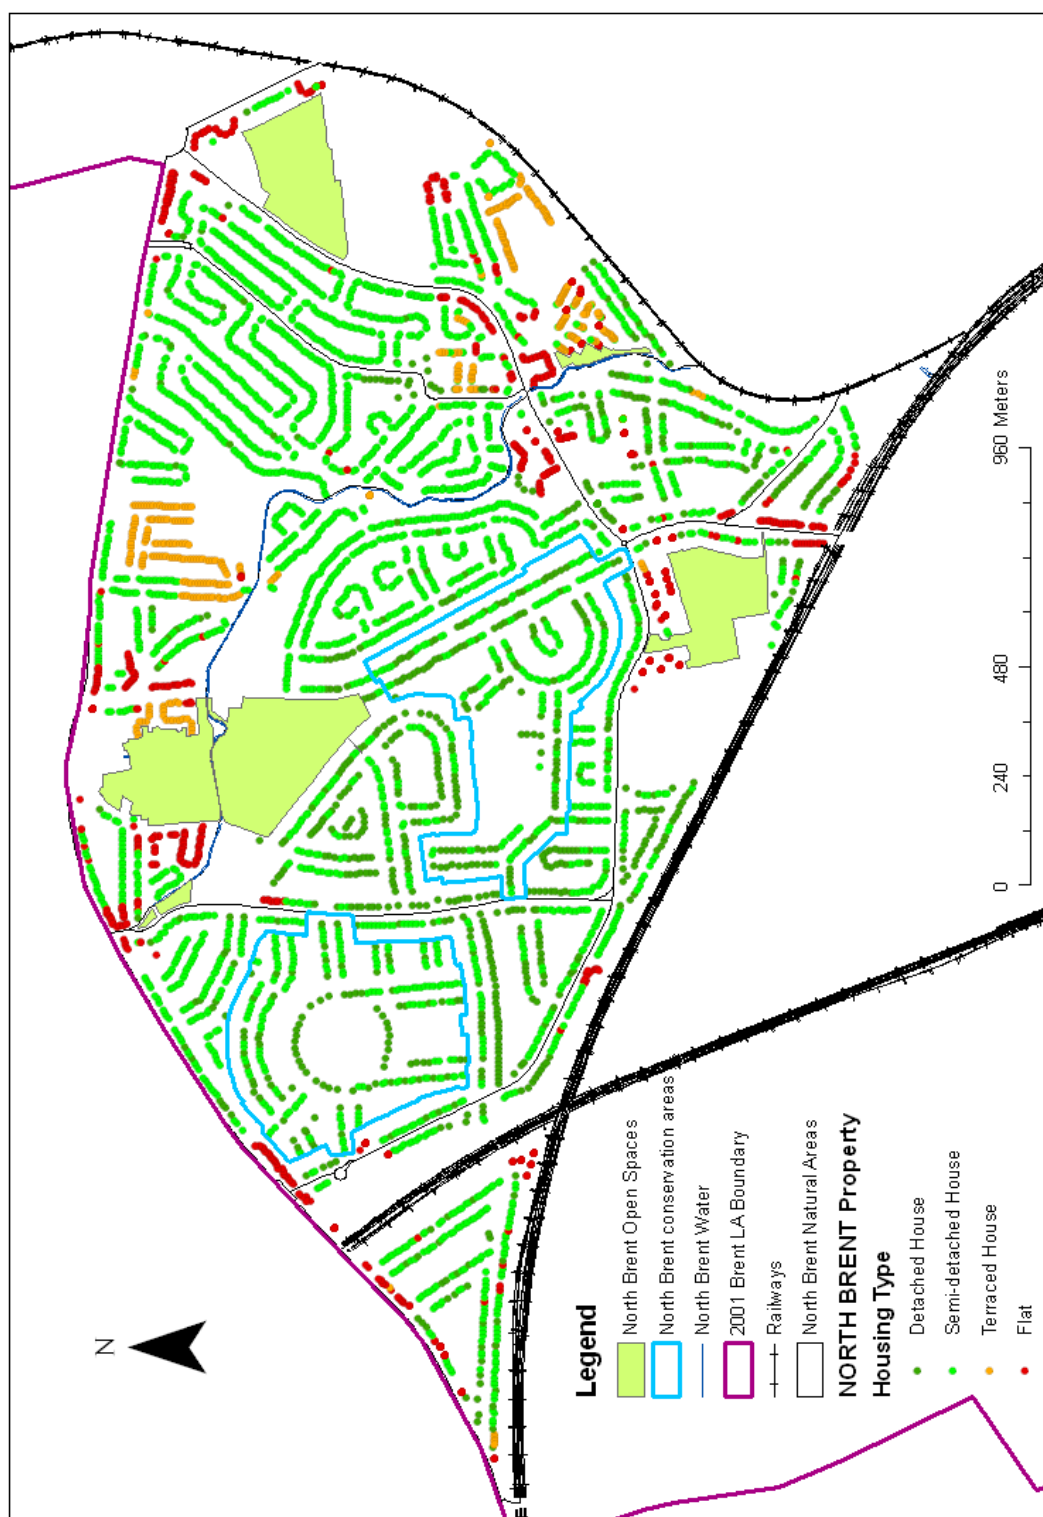 N
Legend
North Brent Open Spaces
North Brent conservation areas
North Brent Water
2001 Brent LA Boundary
Railways
North Brent Natural Areas
NORTH BRENT Property
Housing Type
Detached House
Semi-detached House
Terraced House
Flat
0 240 480 960 Meters